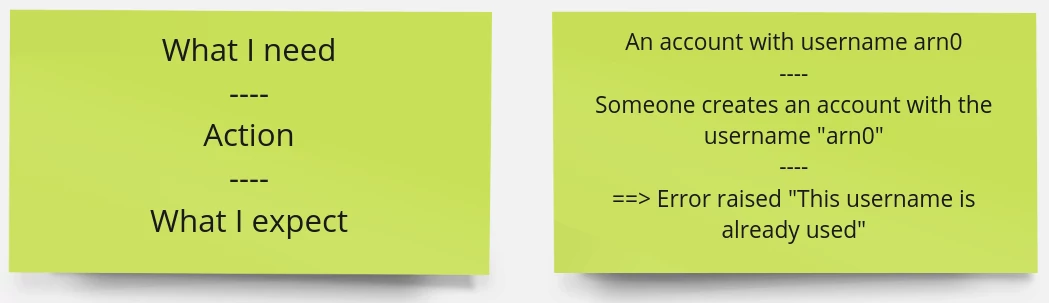 What I need
----
Action
----
What I expect
An account with username arn0
----
Someone creates an account with the
username "arn0"
----
==> Error raised "This username is
already used"